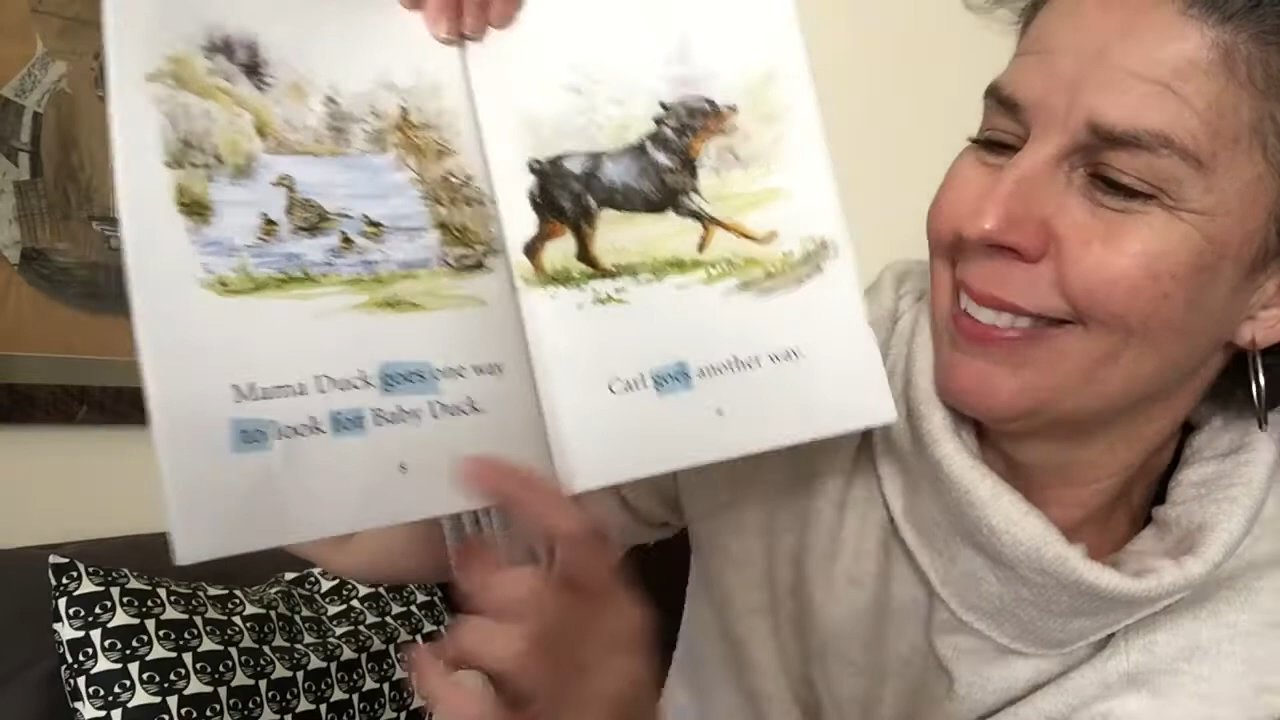 Mama Duck goes one way
to look for Baby Duck.
8
Carl goes another way.
9